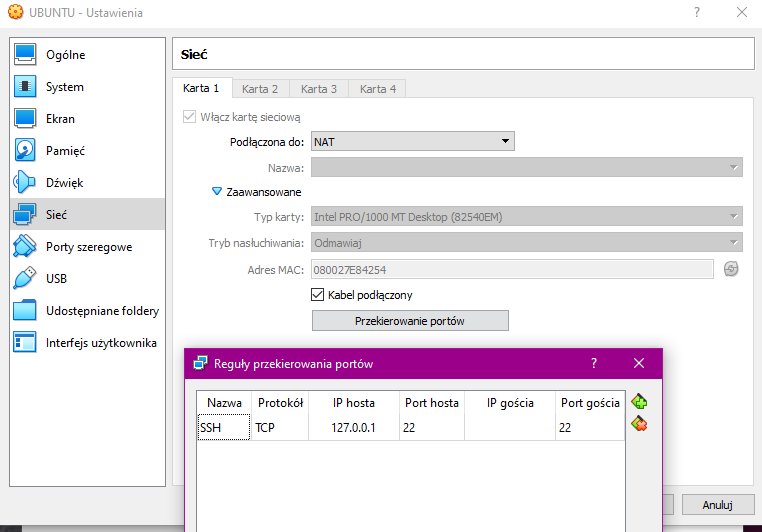 UBUNTU - Ustawienia
Ogólne
System
Ekran
Pamięć
Dźwięk
Sieć
Porty szeregowe
USB
Udostępniane foldery
Interfejs użytkownika
Sieć
Karta 1 Karta 2 Karta 3 Karta 4
Włącz kartę sieciową
Podłączona do: NAT
Nazwa:
Zaawansowane
Typ karty: Intel PRO/1000 MT Desktop (82540EM)
Tryb nasłuchiwania: Odmawiaj
Adres MAC: 080027E84254
Kabel podłączony
Przekierowanie portów
Reguły przekierowania portów
Nazwa Protokół IP hosta Port hosta IP gościa Port gościa
SSH TCP 127.0.0.1 22 22
Anuluj